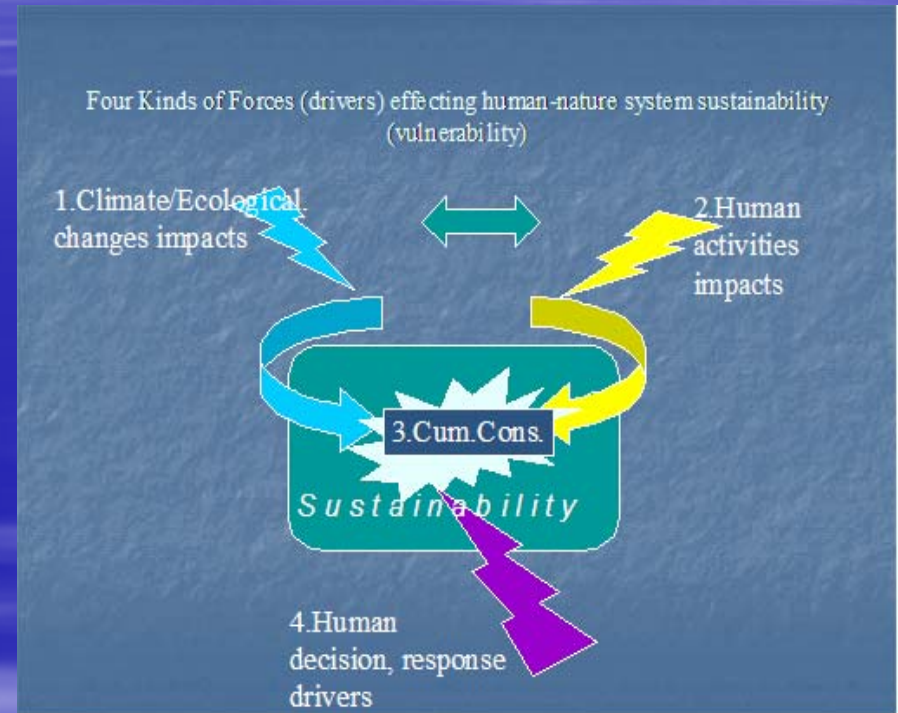 Four Kinds of Forces (drivers) effecting human-nature system sustainability
(vulnerability)
1.Climate/Ecological.
changes impacts
2.Human
activities
impacts
3.Cum.Cons.
Sustainability
4.Human
decision, response
drivers